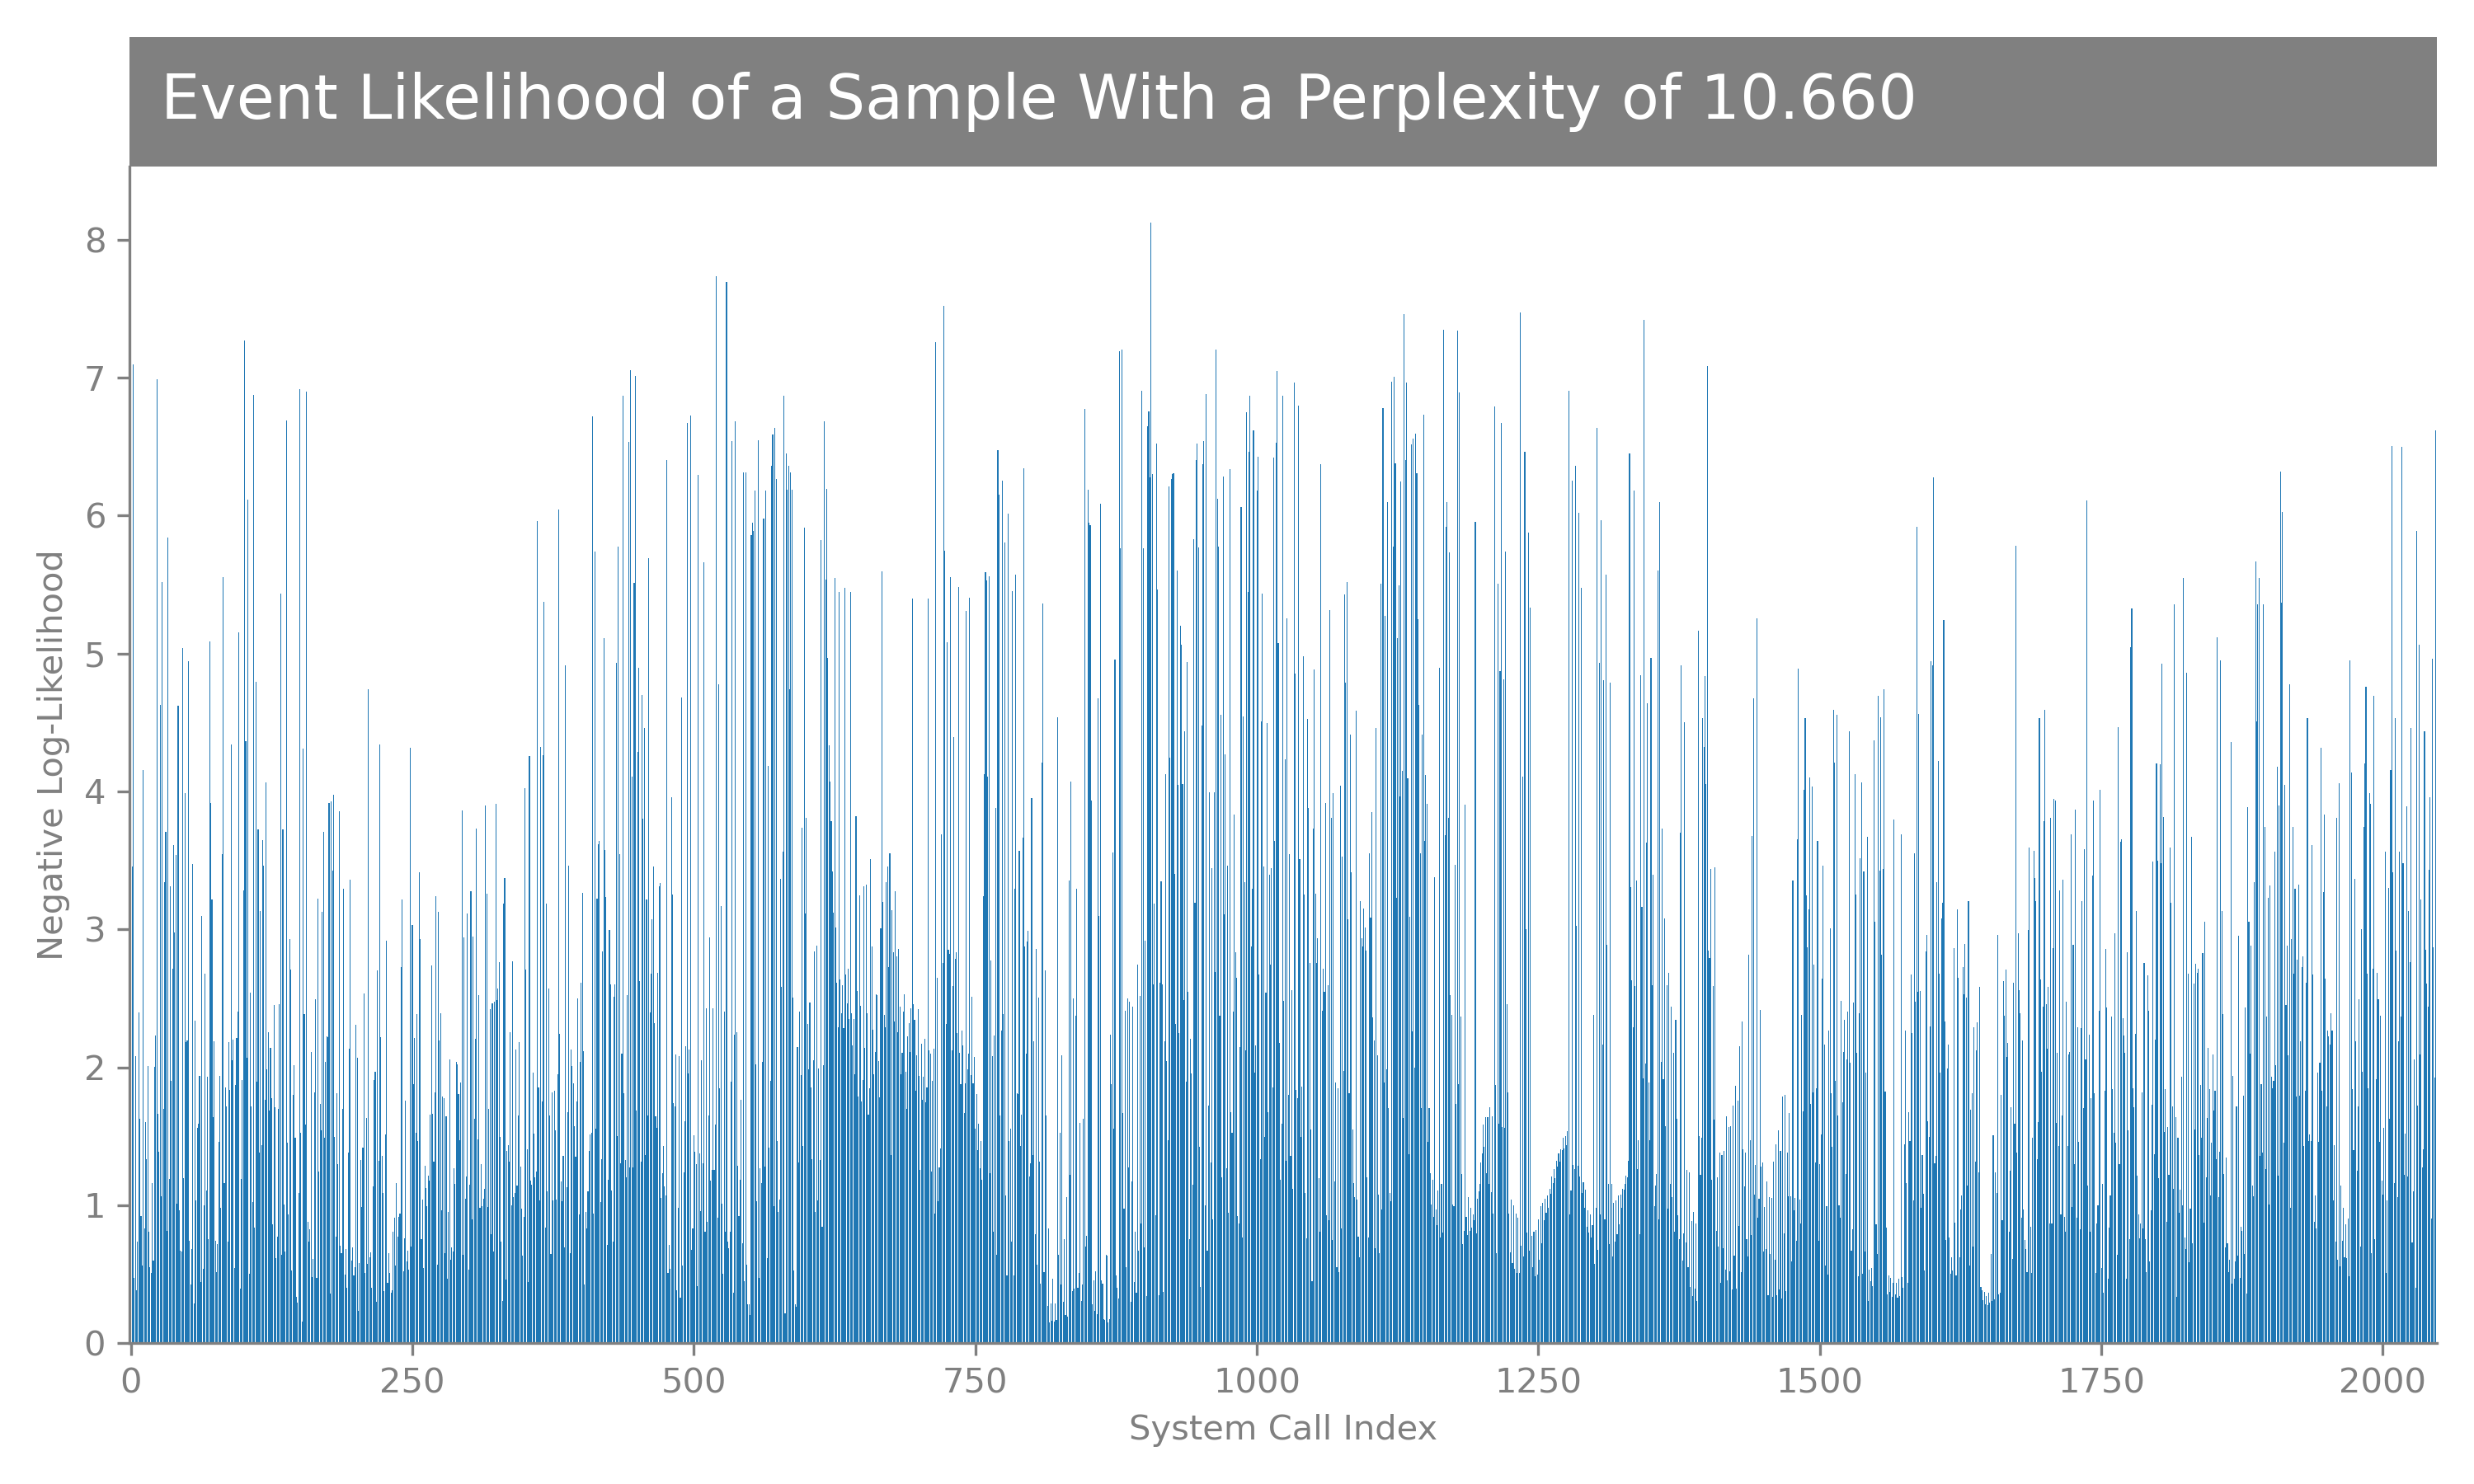 Event Likelihood of a Sample With a Perplexity of 10.660
8
7
6
5
4
3
2
1
0
Negative Log-Likelihood
0 250 500 750 1000 1250 1500 1750 2000
System Call Index